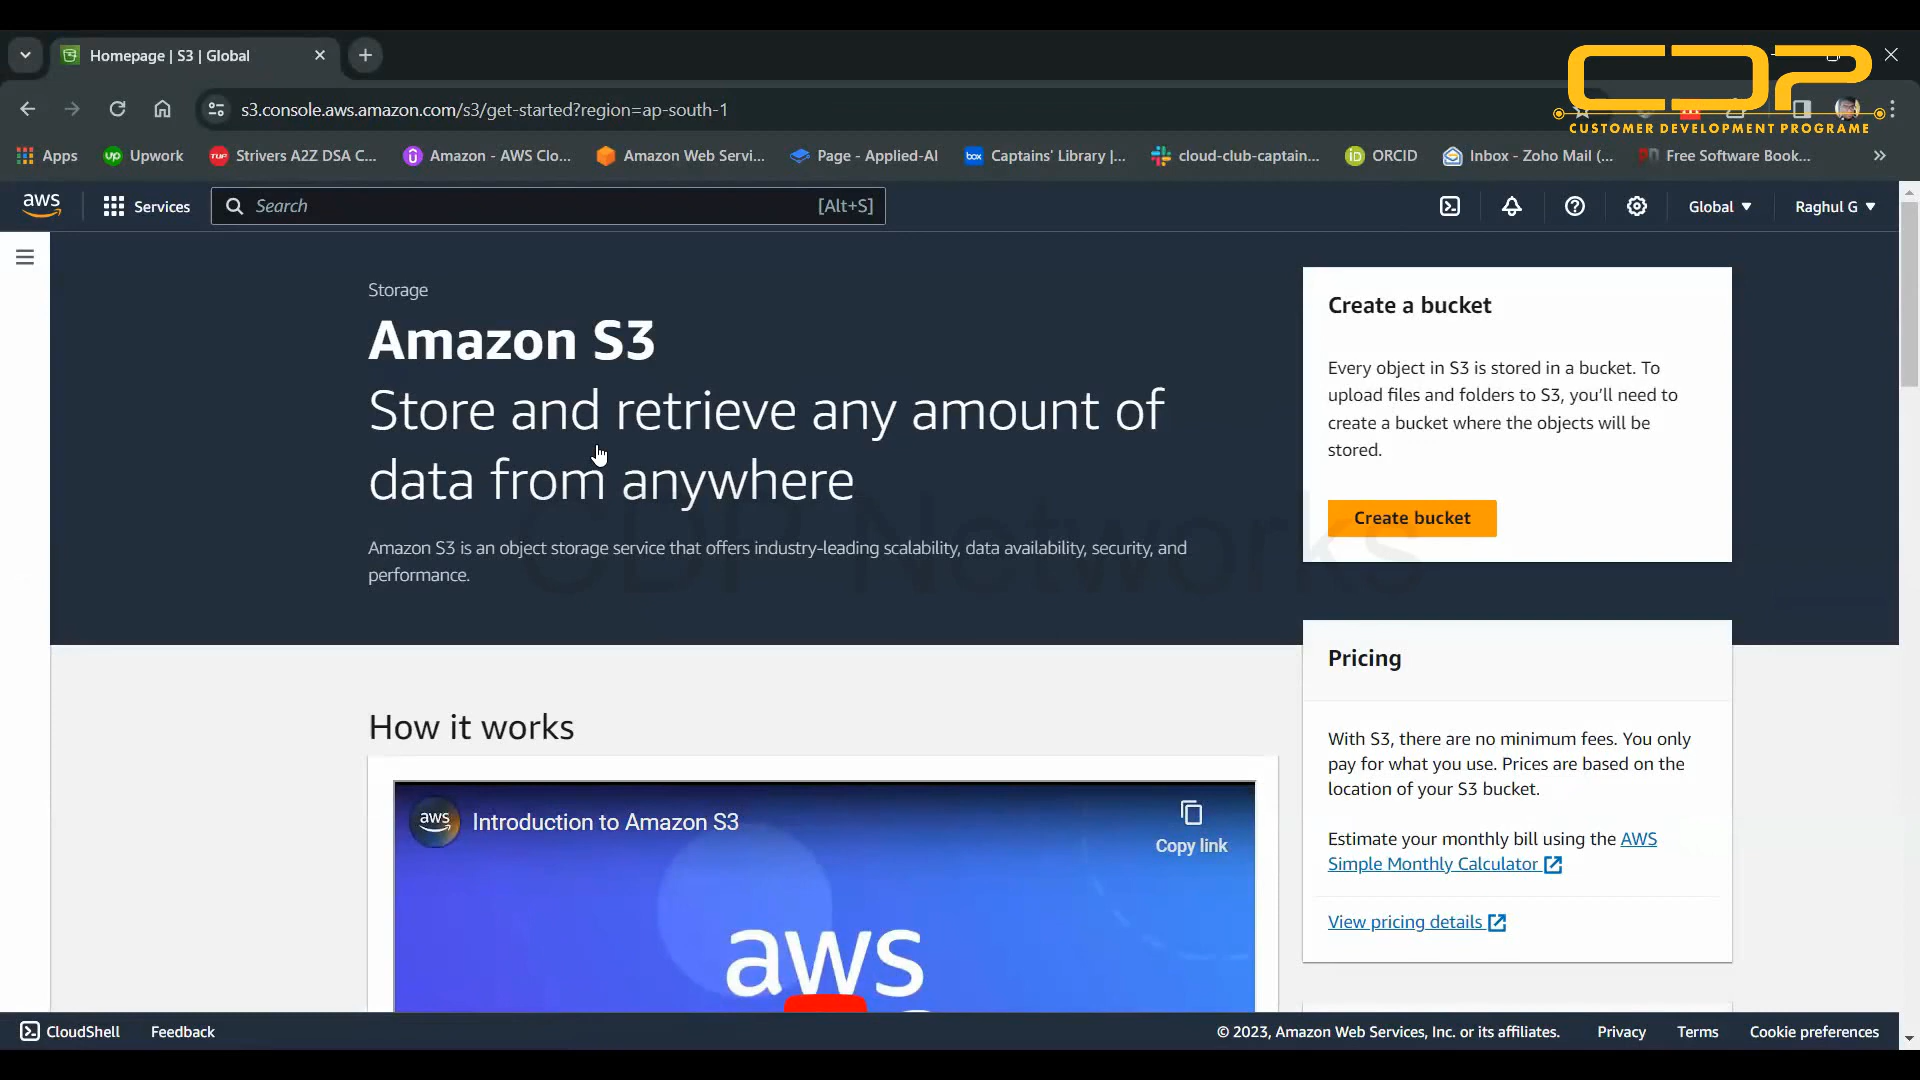 Homepage | S3 | Global
CDP
CUSTOMER DEVELOPMENT PROGRAME
s3.console.aws.amazon.com/s3/get-started?region=ap-south-1
Apps
Upwork
Strivers A2Z DSA C...
Amazon - AWS Clo...
Amazon Web Servi...
Page - Applied-AI
Captains' Library |...
cloud-club-captain...
ORCID
Inbox - Zoho Mail (...
Free Software Book...
aws
Services
Search
[Alt+S]
Global
Raghul G
Storage
Amazon S3
Store and retrieve any amount of
data from anywhere
Amazon S3 is an object storage service that offers industry-leading scalability, data availability, security, and
performance.
CDP Networks
Create a bucket
Every object in S3 is stored in a bucket. To
upload files and folders to S3, you'll need to
create a bucket where the objects will be
stored.
Create bucket
Pricing
With S3, there are no minimum fees. You only
pay for what you use. Prices are based on the
location of your S3 bucket.
Estimate your monthly bill using the AWS
Simple Monthly Calculator
View pricing details
How it works
aws
Introduction to Amazon S3
Copy link
aws
CloudShell
Feedback
© 2023, Amazon Web Services, Inc. or its affiliates.
Privacy
Terms
Cookie preferences